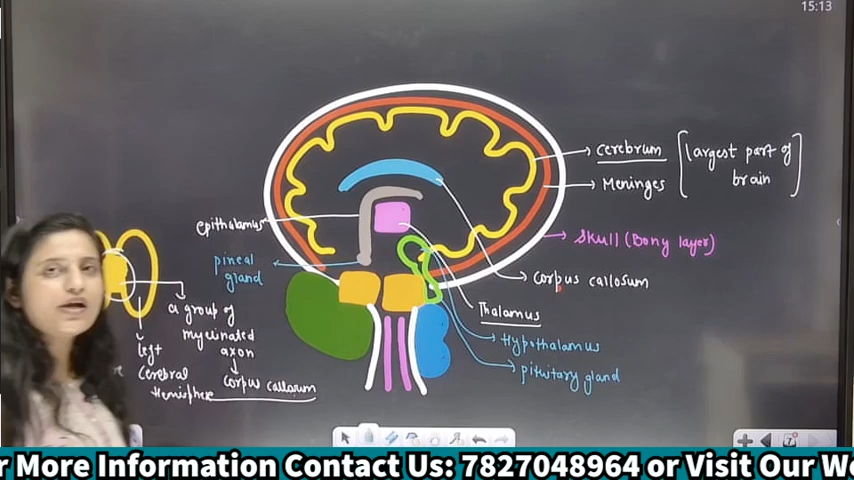 15:13
cerebrum
[largest part of
brain]
Meninges
epithalamus
Skull (Bony layer)
pineal
gland
corpus callosum
a group of
myelinated
axon
Thalamus
Hypothalamus
left
cerebral
Hemisphere
corpus callosum
pituitary gland
r More Information Contact Us: 7827048964 or Visit Our We